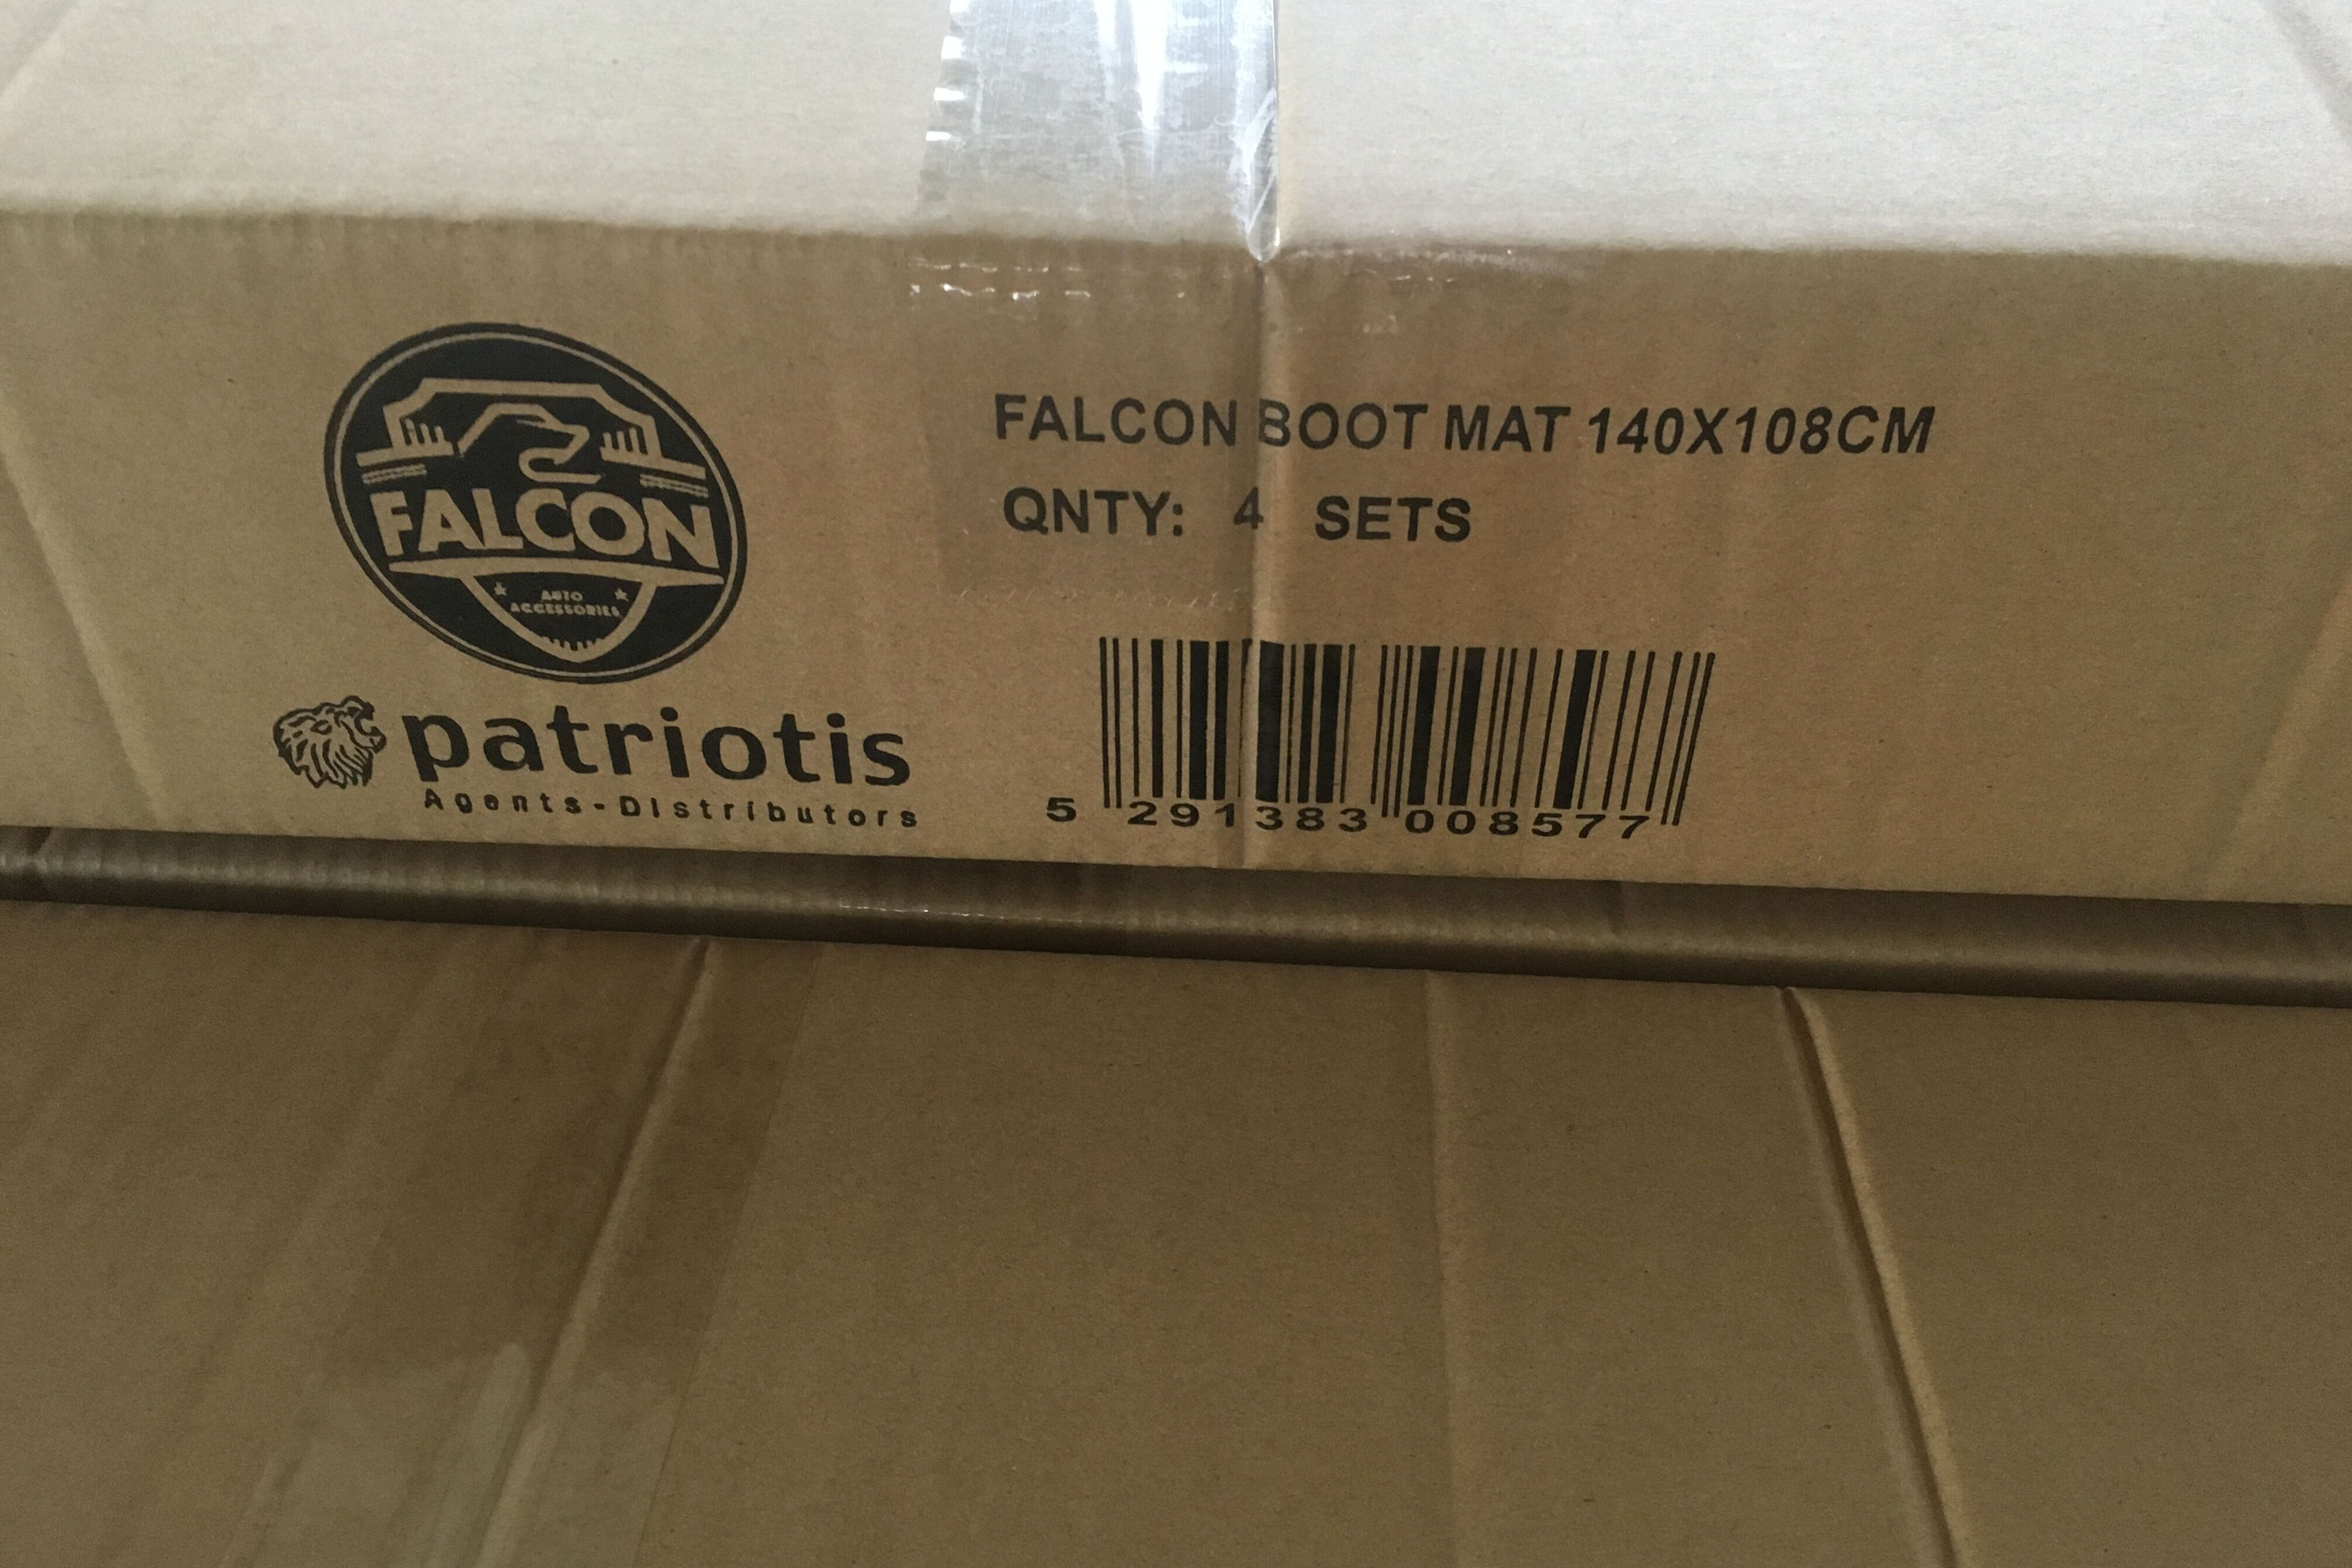 FALCON
AUTO
ACCESSORIES
patriotis
Agents-Distributors
FALCON BOOT MAT 140X108CM
QNTY: 4 SETS
5 291383 008577